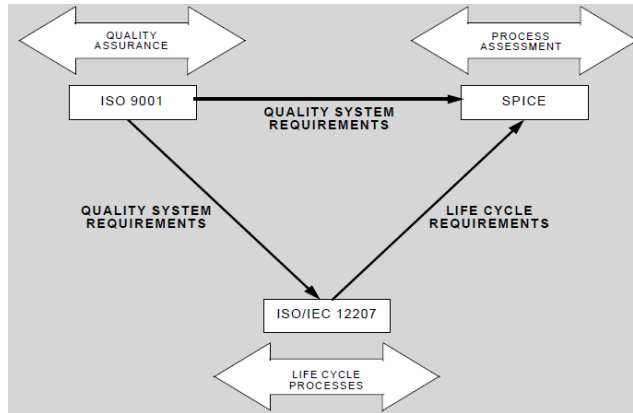 QUALITY
ASSURANCE
PROCESS
ASSESSMENT
ISO 9001
SPICE
QUALITY SYSTEM
REQUIREMENTS
QUALITY SYSTEM
REQUIREMENTS
LIFE CYCLE
REQUIREMENTS
ISO/IEC 12207
LIFE CYCLE
PROCESSES